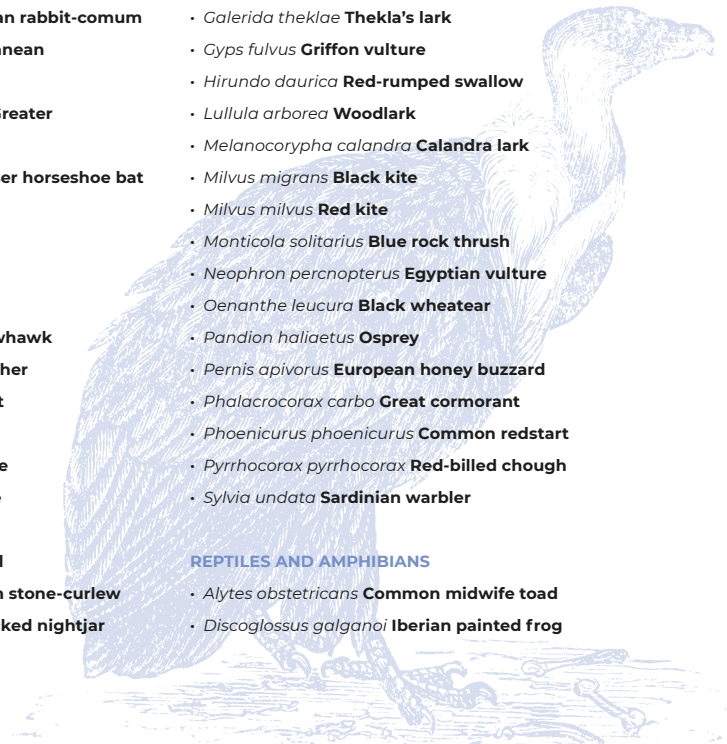 an rabbit-comum
nean
Greater
er horseshoe bat
whawk
her
t
e
e
l
n stone-curlew
ked nightjar
• Galerida theklae Thekla’s lark
• Gyps fulvus Griffon vulture
• Hirundo daurica Red-rumped swallow
• Lullula arborea Woodlark
• Melanocorypha calandra Calandra lark
• Milvus migrans Black kite
• Milvus milvus Red kite
• Monticola solitarius Blue rock thrush
• Neophron percnopterus Egyptian vulture
• Oenanthe leucura Black wheatear
• Pandion haliaetus Osprey
• Pernis apivorus European honey buzzard
• Phalacrocorax carbo Great cormorant
• Phoenicurus phoenicurus Common redstart
• Pyrrhocorax pyrrhocorax Red-billed chough
• Sylvia undata Sardinian warbler
REPTILES AND AMPHIBIANS
• Alytes obstetricans Common midwife toad
• Discoglossus galganoi Iberian painted frog